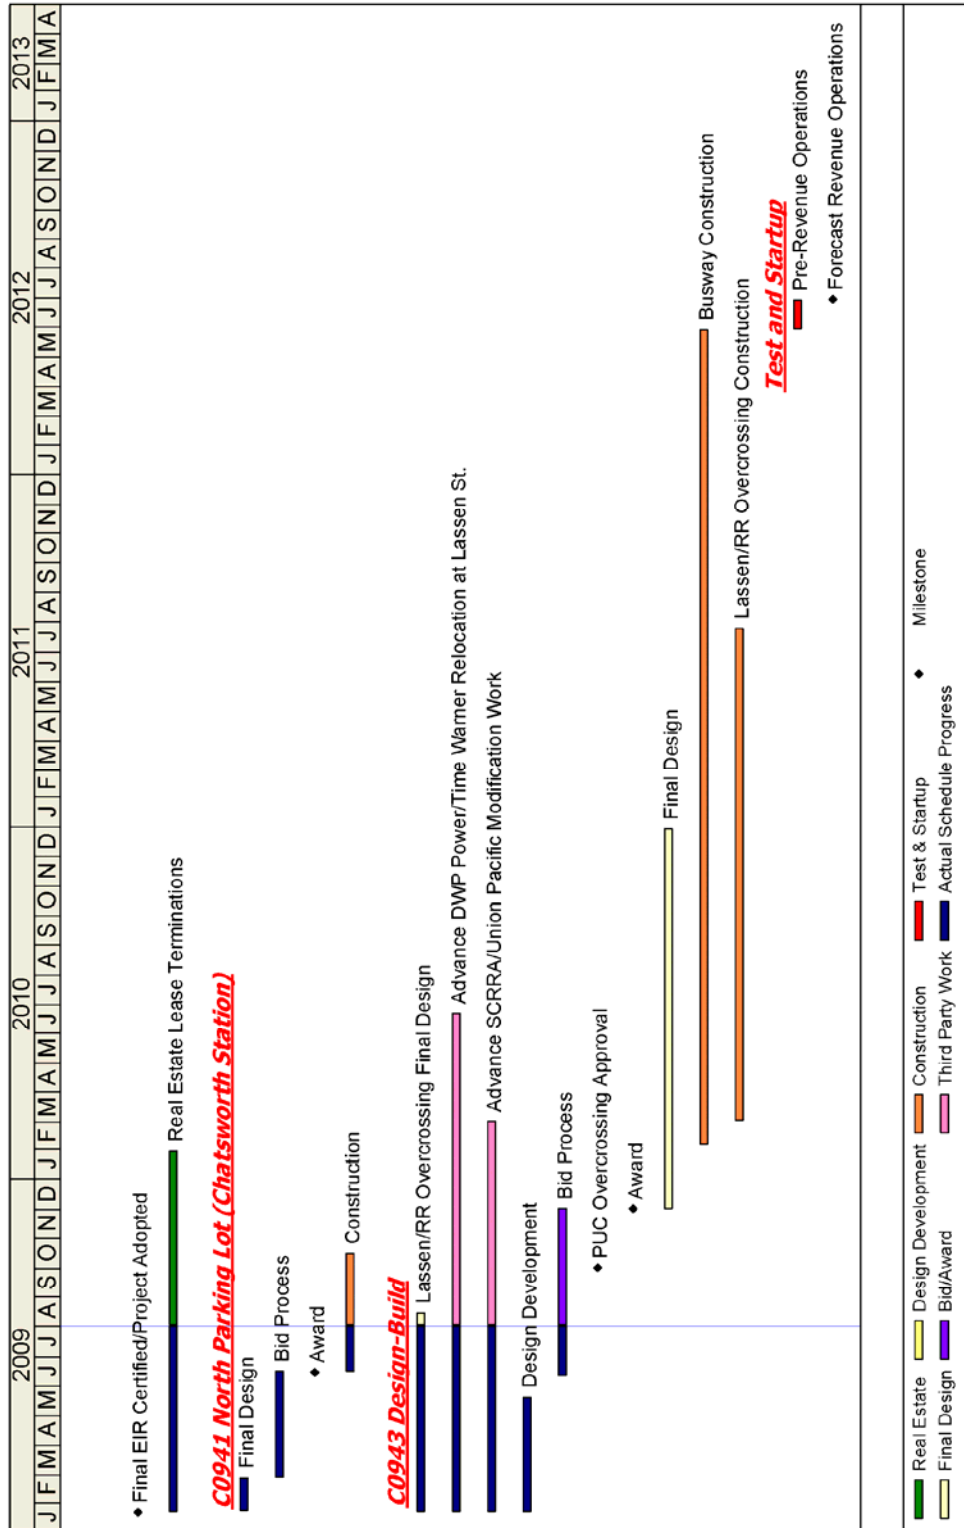 2009 2010 2011 2012 2013
J F M A M J J A S O N D J F M A M J J A S O N D J F M A M J J A S O N D J F M A M J J A S O N D J F M A
Final EIR Certified/Project Adopted
Real Estate Lease Terminations
C0941 North Parking Lot (Chatsworth Station)
Final Design
Bid Process
Award
Construction
C0943 Design-Build
Lassen/RR Overcrossing Final Design
Advance DWP Power/Time Warner Relocation at Lassen St.
Advance SCRRA/Union Pacific Modification Work
Design Development
Bid Process
PUC Overcrossing Approval
Award
Final Design
Busway Construction
Lassen/RR Overcrossing Construction
Test and Startup
Pre-Revenue Operations
Forecast Revenue Operations
Real Estate Design Development Construction Test & Startup Milestone
Final Design Bid/Award Third Party Work Actual Schedule Progress